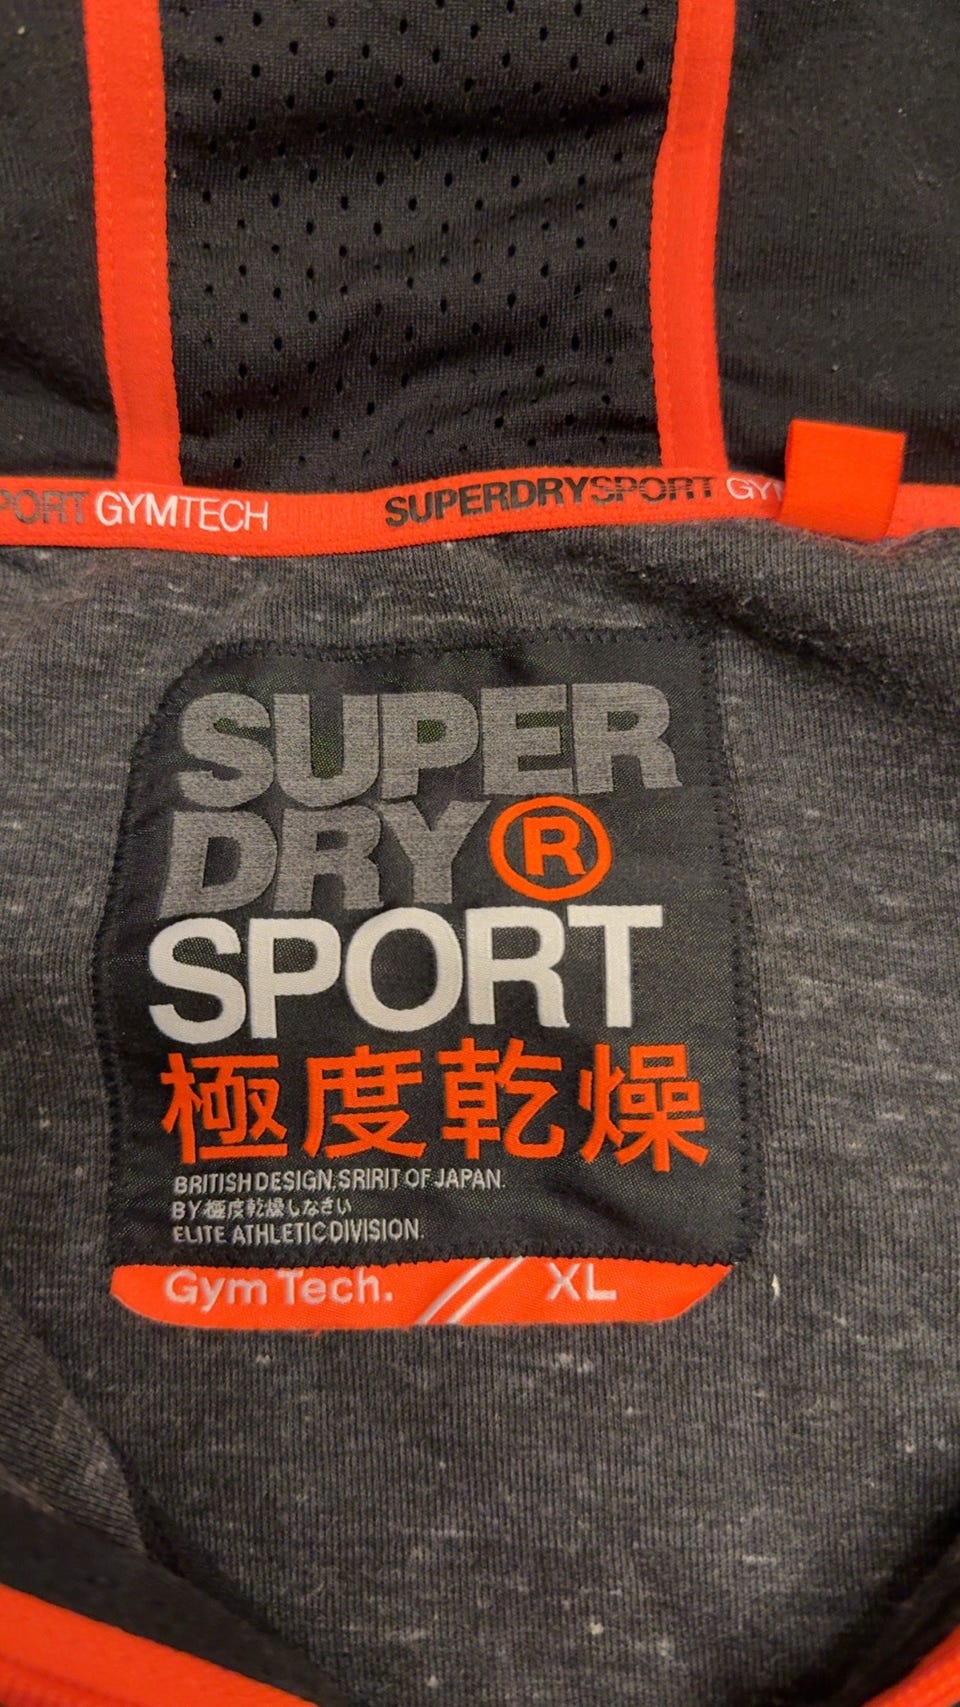 PORT GYMTECH SUPERDRYSPORT GYM
SUPER
DRY®
SPORT
極度乾燥
BRITISH DESIGN. SRIRIT OF JAPAN.
BY 極度乾燥しなさい
ELITE ATHLETIC DIVISION.
Gym Tech. // XL